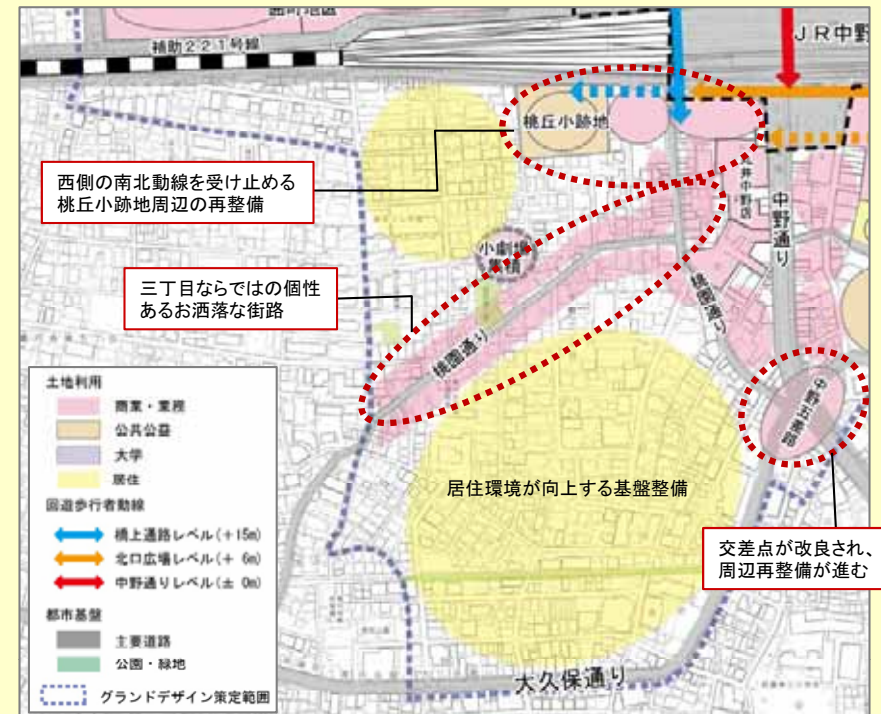 囲町地区
補助221号線
JR中野
桃丘小跡地
西側の南北動線を受け止める
桃丘小跡地周辺の再整備
丸井中野店
中野通り
小劇場
集積
三丁目ならではの個性
あるお洒落な街路
桃園通り
桃園通り
中野五差路
居住環境が向上する基盤整備
交差点が改良され、
周辺再整備が進む
大久保通り
土地利用
商業・業務
公共公益
大学
居住
回遊歩行者動線
橋上通路レベル(+15m)
北口広場レベル(+ 6m)
中野通りレベル(± 0m)
都市基盤
主要道路
公園・緑地
グランドデザイン策定範囲